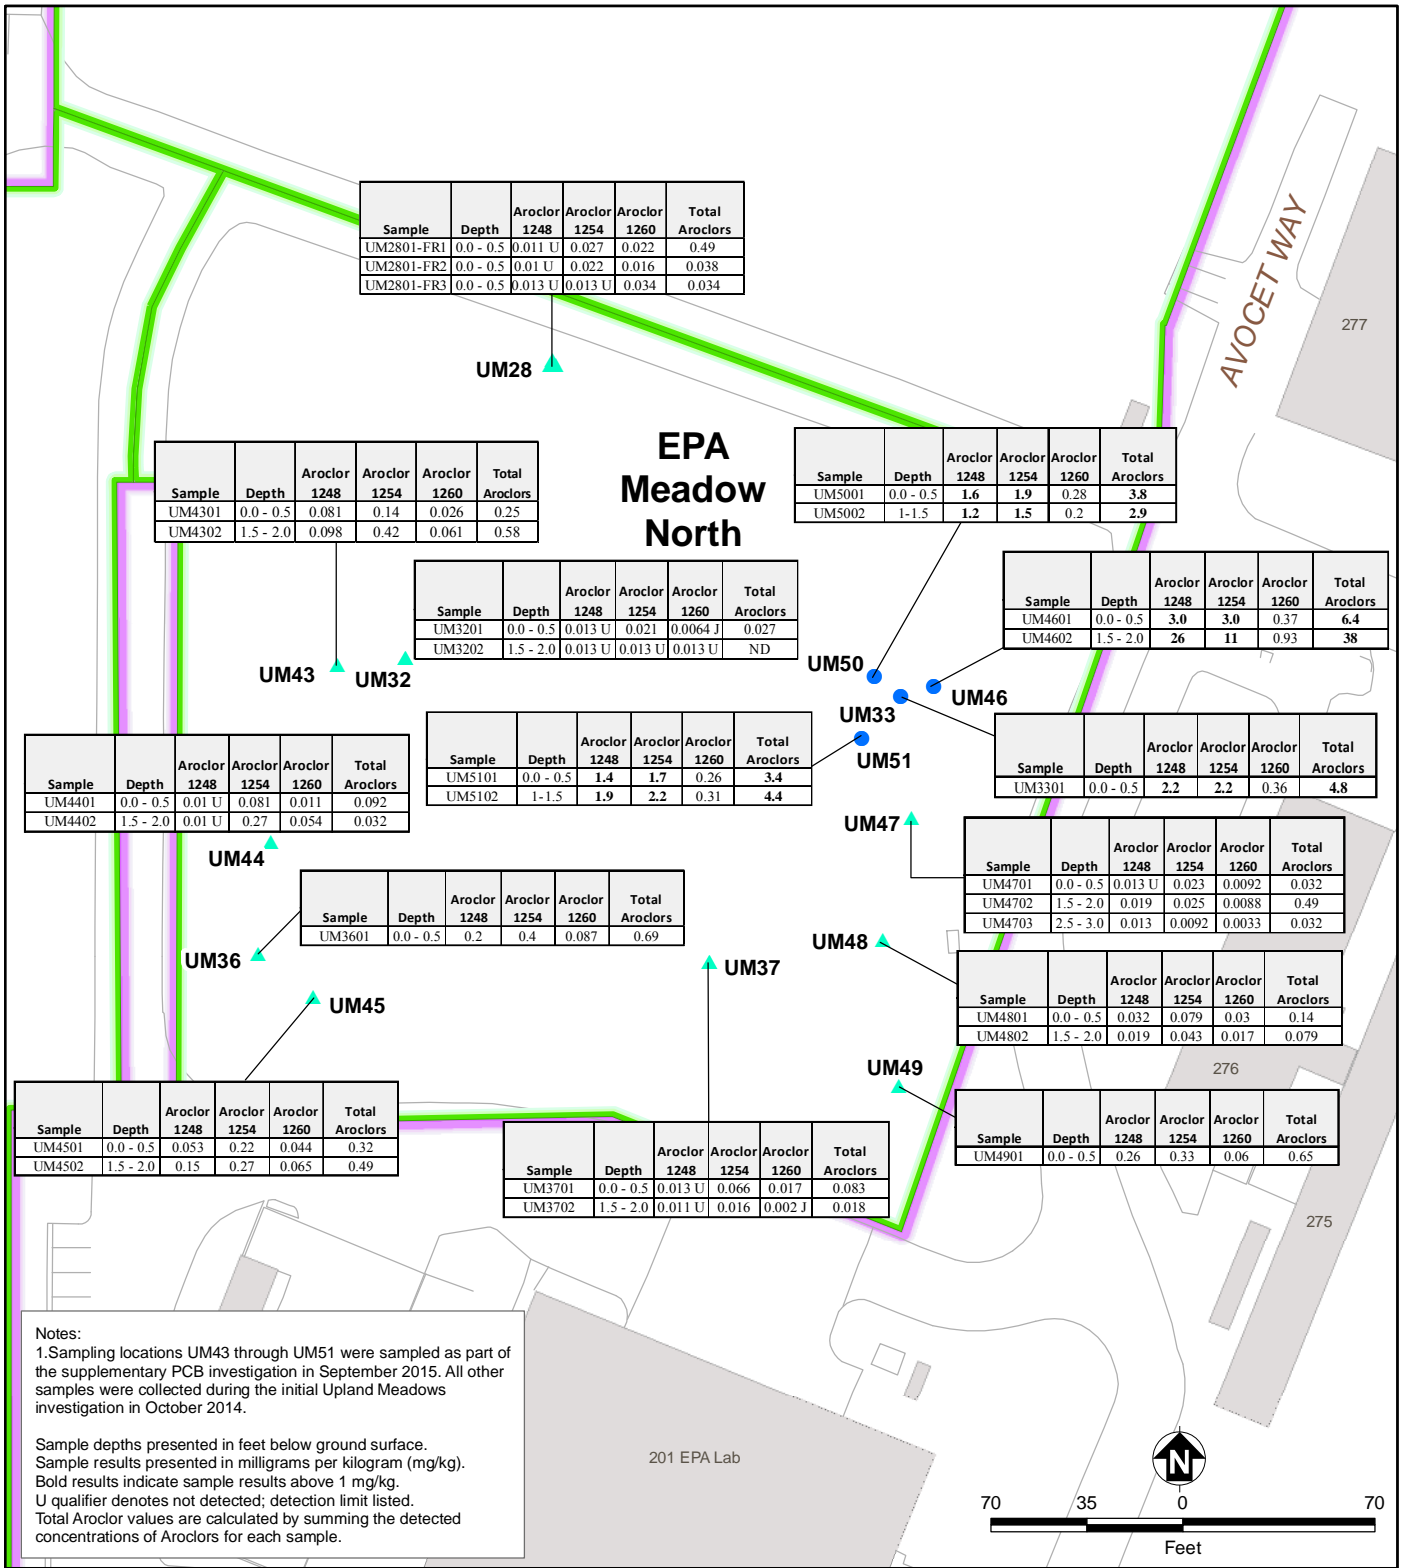 AVOCET WAY
277
Sample Depth Aroclor 1248 Aroclor 1254 Aroclor 1260 Total Aroclors
UM2801-FR1 0.0 - 0.5 0.011 U 0.027 0.022 0.49
UM2801-FR2 0.0 - 0.5 0.01 U 0.022 0.016 0.038
UM2801-FR3 0.0 - 0.5 0.013 U 0.013 U 0.034 0.034
UM28
EPA
Meadow
North
Sample Depth Aroclor 1248 Aroclor 1254 Aroclor 1260 Total Aroclors
UM4301 0.0 - 0.5 0.081 0.14 0.026 0.25
UM4302 1.5 - 2.0 0.098 0.42 0.061 0.58
Sample Depth Aroclor 1248 Aroclor 1254 Aroclor 1260 Total Aroclors
UM5001 0.0 - 0.5 1.6 1.9 0.28 3.8
UM5002 1-1.5 1.2 1.5 0.2 2.9
Sample Depth Aroclor 1248 Aroclor 1254 Aroclor 1260 Total Aroclors
UM3201 0.0 - 0.5 0.013 U 0.021 0.0064 J 0.027
UM3202 1.5 - 2.0 0.013 U 0.013 U 0.013 U ND
Sample Depth Aroclor 1248 Aroclor 1254 Aroclor 1260 Total Aroclors
UM4601 0.0 - 0.5 3.0 3.0 0.37 6.4
UM4602 1.5 - 2.0 26 11 0.93 38
UM43
UM32
UM50
UM46
UM33
UM51
Sample Depth Aroclor 1248 Aroclor 1254 Aroclor 1260 Total Aroclors
UM5101 0.0 - 0.5 1.4 1.7 0.26 3.4
UM5102 1-1.5 1.9 2.2 0.31 4.4
Sample Depth Aroclor 1248 Aroclor 1254 Aroclor 1260 Total Aroclors
UM3301 0.0 - 0.5 2.2 2.2 0.36 4.8
Sample Depth Aroclor 1248 Aroclor 1254 Aroclor 1260 Total Aroclors
UM4401 0.0 - 0.5 0.01 U 0.081 0.011 0.092
UM4402 1.5 - 2.0 0.01 U 0.27 0.054 0.032
UM44
UM47
Sample Depth Aroclor 1248 Aroclor 1254 Aroclor 1260 Total Aroclors
UM4701 0.0 - 0.5 0.013 U 0.023 0.0092 0.032
UM4702 1.5 - 2.0 0.019 0.025 0.0088 0.49
UM4703 2.5 - 3.0 0.013 0.0092 0.0033 0.032
Sample Depth Aroclor 1248 Aroclor 1254 Aroclor 1260 Total Aroclors
UM3601 0.0 - 0.5 0.2 0.4 0.087 0.69
UM36
UM37
UM48
UM45
Sample Depth Aroclor 1248 Aroclor 1254 Aroclor 1260 Total Aroclors
UM4801 0.0 - 0.5 0.032 0.079 0.03 0.14
UM4802 1.5 - 2.0 0.019 0.043 0.017 0.079
UM49
276
Sample Depth Aroclor 1248 Aroclor 1254 Aroclor 1260 Total Aroclors
UM4501 0.0 - 0.5 0.053 0.22 0.044 0.32
UM4502 1.5 - 2.0 0.15 0.27 0.065 0.49
Sample Depth Aroclor 1248 Aroclor 1254 Aroclor 1260 Total Aroclors
UM4901 0.0 - 0.5 0.26 0.33 0.06 0.65
Sample Depth Aroclor 1248 Aroclor 1254 Aroclor 1260 Total Aroclors
UM3701 0.0 - 0.5 0.013 U 0.066 0.017 0.083
UM3702 1.5 - 2.0 0.011 U 0.016 0.002 J 0.018
275
Notes:
1.Sampling locations UM43 through UM51 were sampled as part of
the supplementary PCB investigation in September 2015. All other
samples were collected during the initial Upland Meadows
investigation in October 2014.
Sample depths presented in feet below ground surface.
Sample results presented in milligrams per kilogram (mg/kg).
Bold results indicate sample results above 1 mg/kg.
U qualifier denotes not detected; detection limit listed.
Total Aroclor values are calculated by summing the detected
concentrations of Aroclors for each sample.
201 EPA Lab
N
70 35 0 70
Feet